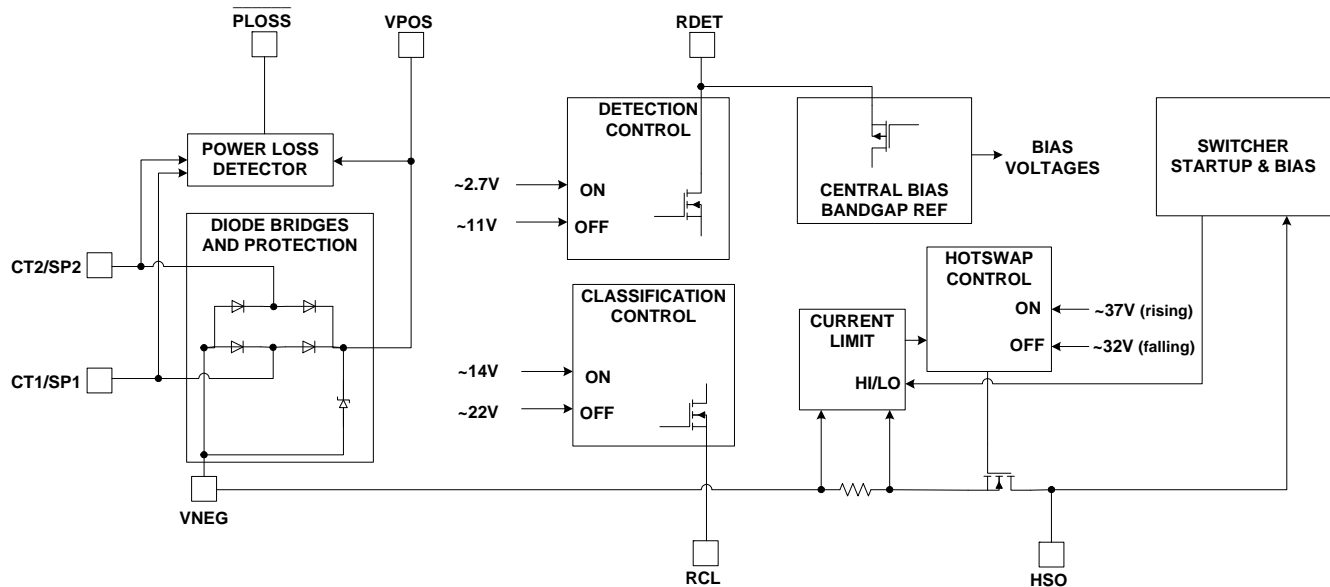 PLOSS
VPOS
RDET
DETECTION
CONTROL
ON
OFF
~2.7V
~11V
POWER LOSS
DETECTOR
CENTRAL BIAS
BANDGAP REF
BIAS
VOLTAGES
SWITCHER
STARTUP & BIAS
DIODE BRIDGES
AND PROTECTION
CT2/SP2
CT1/SP1
CLASSIFICATION
CONTROL
~14V
ON
~22V
OFF
CURRENT
LIMIT
HI/LO
HOTSWAP
CONTROL
ON
~37V (rising)
OFF
~32V (falling)
VNEG
RCL
HSO